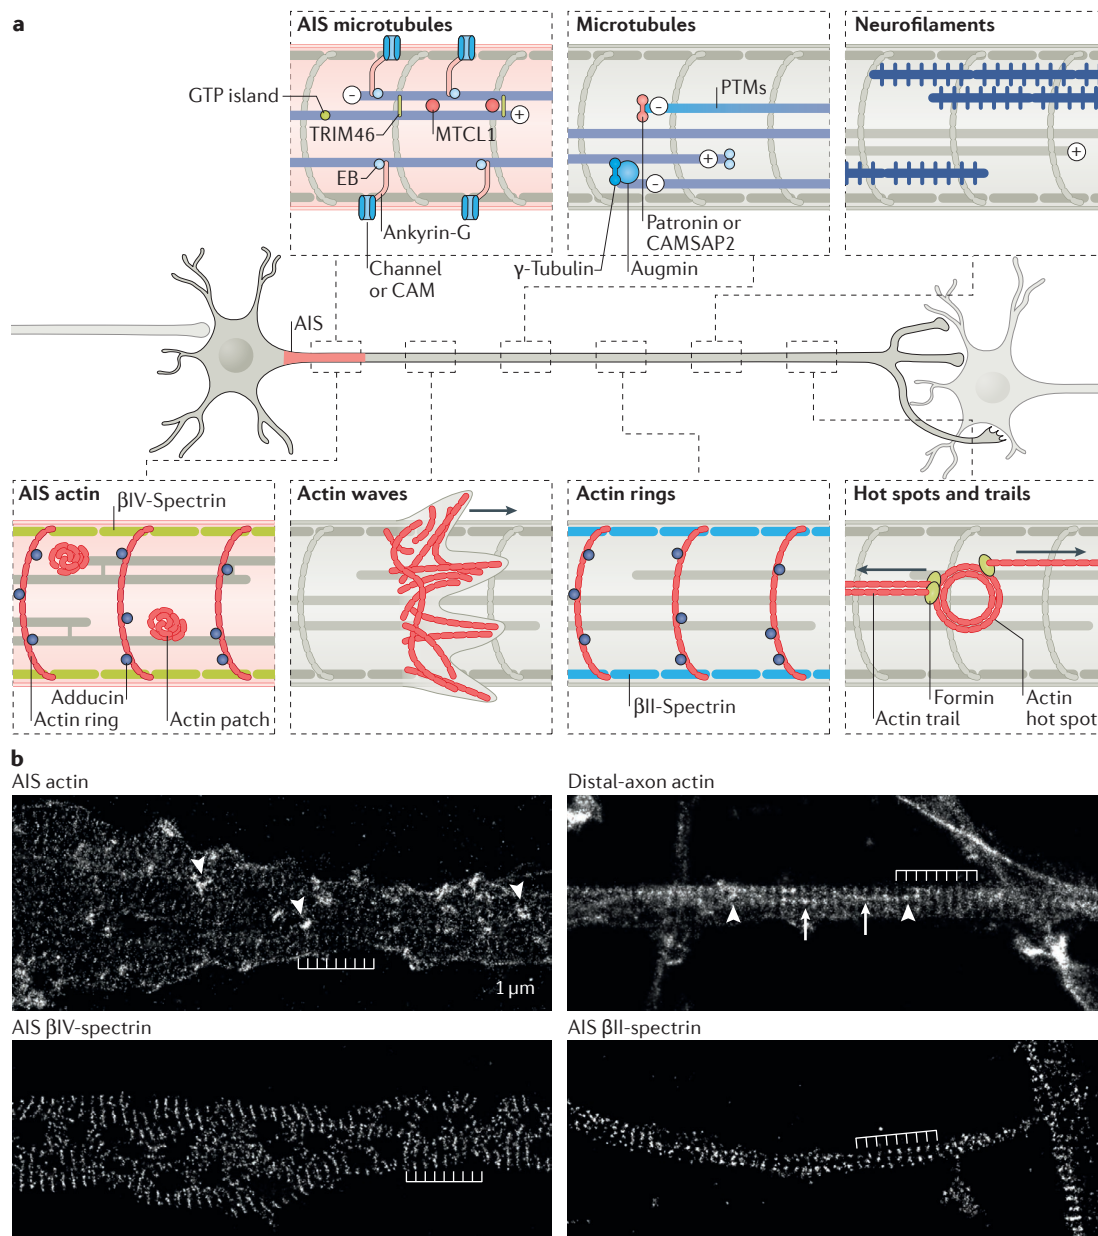 a
AIS microtubules
Microtubules
Neurofilaments
GTP island
−
+
TRIM46
MTCL1
EB
Ankyrin-G
Channel
or CAM
−
PTMs
+
−
Patronin or
CAMSAP2
γ-Tubulin
Augmin
+
AIS
AIS actin
βIV-Spectrin
Adducin
Actin ring
Actin patch
Actin waves
Actin rings
βII-Spectrin
Hot spots and trails
Formin
Actin trail
Actin
hot spot
b
AIS actin
Distal-axon actin
1 µm
AIS βIV-spectrin
AIS βII-spectrin